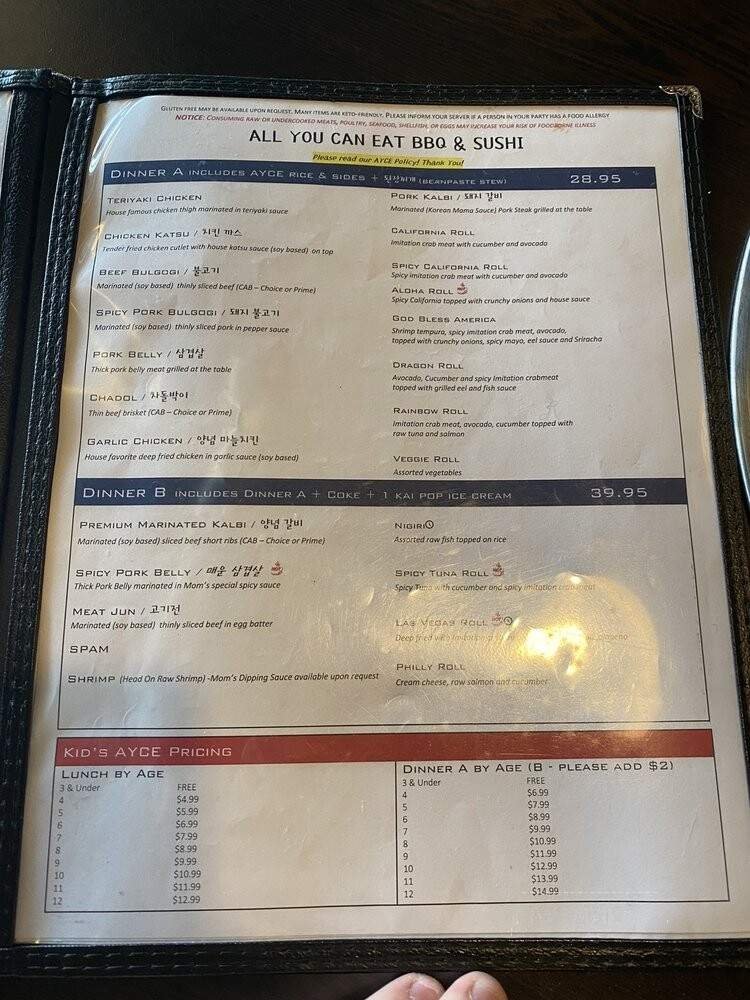 GLUTEN FREE MAY BE AVAILABLE UPON REQUEST. MANY ITEMS ARE KETO-FRIENDLY. PLEASE INFORM YOUR SERVER IF A PERSON IN YOUR PARTY HAS A FOOD ALLERGY
NOTICE: CONSUMING RAW OR UNDERCOOKED MEATS, POULTRY, SEAFOOD, SHELLFISH, OR EGGS MAY INCREASE YOUR RISK OF FOODBORNE ILLNESS
ALL YOU CAN EAT BBQ & SUSHI
Please read our AYCE Policy! Thank You!
DINNER A INCLUDES AYCE RICE & SIDES + 된장찌개 (BEANPASTE STEW) 28.95
TERIYAKI CHICKEN
House famous chicken thigh marinated in teriyaki sauce
CHICKEN KATSU / 치킨 까스
Tender fried chicken cutlet with house katsu sauce (soy based) on top
BEEF BULGOGI / 불고기
Marinated (soy based) thinly sliced beef (CAB – Choice or Prime)
SPICY PORK BULGOGI / 돼지 불고기
Marinated (soy based) thinly sliced pork in pepper sauce
PORK BELLY / 삼겹살
Thick pork belly meat grilled at the table
CHADOL / 차돌박이
Thin beef brisket (CAB – Choice or Prime)
GARLIC CHICKEN / 양념 마늘치킨
House favorite deep fried chicken in garlic sauce (soy based)
PORK KALBI / 돼지 갈비
Marinated (Korean Mama Sauce) Pork Steak grilled at the table
CALIFORNIA ROLL
Imitation crab meat with cucumber and avocado
SPICY CALIFORNIA ROLL
Spicy imitation crab meat with cucumber and avocado
ALOHA ROLL
Spicy California topped with crunchy onions and house sauce
GOD BLESS AMERICA
Shrimp tempura, spicy imitation crab meat, avocado,
topped with crunchy onions, spicy mayo, eel sauce and Sriracha
DRAGON ROLL
Avocado, Cucumber and spicy Imitation crabmeat
topped with grilled eel and fish sauce
RAINBOW ROLL
Imitation crab meat, avocado, cucumber topped with
raw tuna and salmon
VEGGIE ROLL
Assorted vegetables
DINNER B INCLUDES DINNER A + COKE + 1 KAI POP ICE CREAM 39.95
PREMIUM MARINATED KALBI / 양념 갈비
Marinated (soy based) sliced beef short ribs (CAB – Choice or Prime)
SPICY PORK BELLY / 매운 삼겹살
Thick Pork Belly marinated in Mom's special spicy sauce
MEAT JUN / 고기전
Marinated (soy based) thinly sliced beef in egg batter
SPAM
SHRIMP (Head On Raw Shrimp) -Mom's Dipping Sauce available upon request
NIGIRI
Assorted raw fish topped on rice
SPICY TUNA ROLL
Spicy Tuna with cucumber and spicy imitation crabmeat
LAS VEGAS ROLL
Deep fried with imitation jalapeno
PHILLY ROLL
Cream cheese, raw salmon and cucumber
KID'S AYCE PRICING
LUNCH BY AGE
3 & Under FREE
4 $4.99
5 $5.99
6 $6.99
7 $7.99
8 $8.99
9 $9.99
10 $10.99
11 $11.99
12 $12.99
DINNER A BY AGE (B - PLEASE ADD $2)
3 & Under FREE
4 $6.99
5 $7.99
6 $8.99
7 $9.99
8 $10.99
9 $11.99
10 $12.99
11 $13.99
12 $14.99